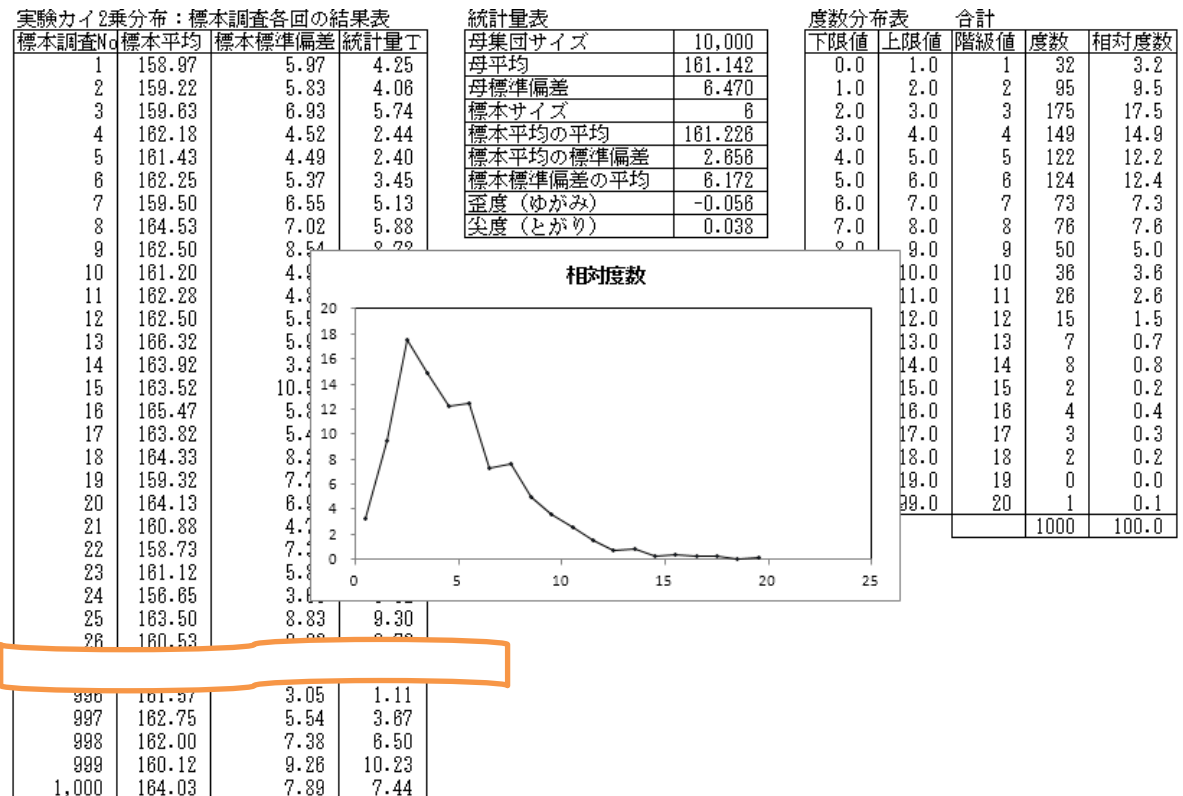 実験カイ2乗分布：標本調査各回の結果表
標本調査No 標本平均 標本標準偏差 統計量T
1 158.97 5.97 4.25
2 159.22 5.83 4.06
3 159.63 6.93 5.74
4 162.18 4.52 2.44
5 161.43 4.49 2.40
6 162.25 5.37 3.45
7 159.50 6.55 5.13
8 164.53 7.02 5.88
9 162.50 8.54 8.72
10 161.20
11 162.28
12 162.50
13 166.32
14 163.92
15 163.52
16 165.47
17 163.82
18 164.33
19 159.32
20 164.13
21 160.88
22 158.73
23 161.12
24 156.65
25 163.50 8.83 9.30
26 160.53
996 161.57 3.05 1.11
997 162.75 5.54 3.67
998 162.00 7.38 6.50
999 160.12 9.26 10.23
1,000 164.03 7.89 7.44
統計量表
母集団サイズ 10,000
母平均 161.142
母標準偏差 6.470
標本サイズ 6
標本平均の平均 161.226
標本平均の標準偏差 2.656
標本標準偏差の平均 6.172
歪度（ゆがみ） -0.056
尖度（とがり） 0.038
度数分布表 合計
下限値 上限値 階級値 度数 相対度数
0.0 1.0 1 32 3.2
1.0 2.0 2 95 9.5
2.0 3.0 3 175 17.5
3.0 4.0 4 149 14.9
4.0 5.0 5 122 12.2
5.0 6.0 6 124 12.4
6.0 7.0 7 73 7.3
7.0 8.0 8 76 7.6
8.0 9.0 9 50 5.0
10.0 10 36 3.6
11.0 11 26 2.6
12.0 12 15 1.5
13.0 13 7 0.7
14.0 14 8 0.8
15.0 15 2 0.2
16.0 16 4 0.4
17.0 17 3 0.3
18.0 18 2 0.2
19.0 19 0 0.0
99.0 20 1 0.1
1000 100.0
相対度数
20
18
16
14
12
10
8
6
4
2
0
0 5 10 15 20 25